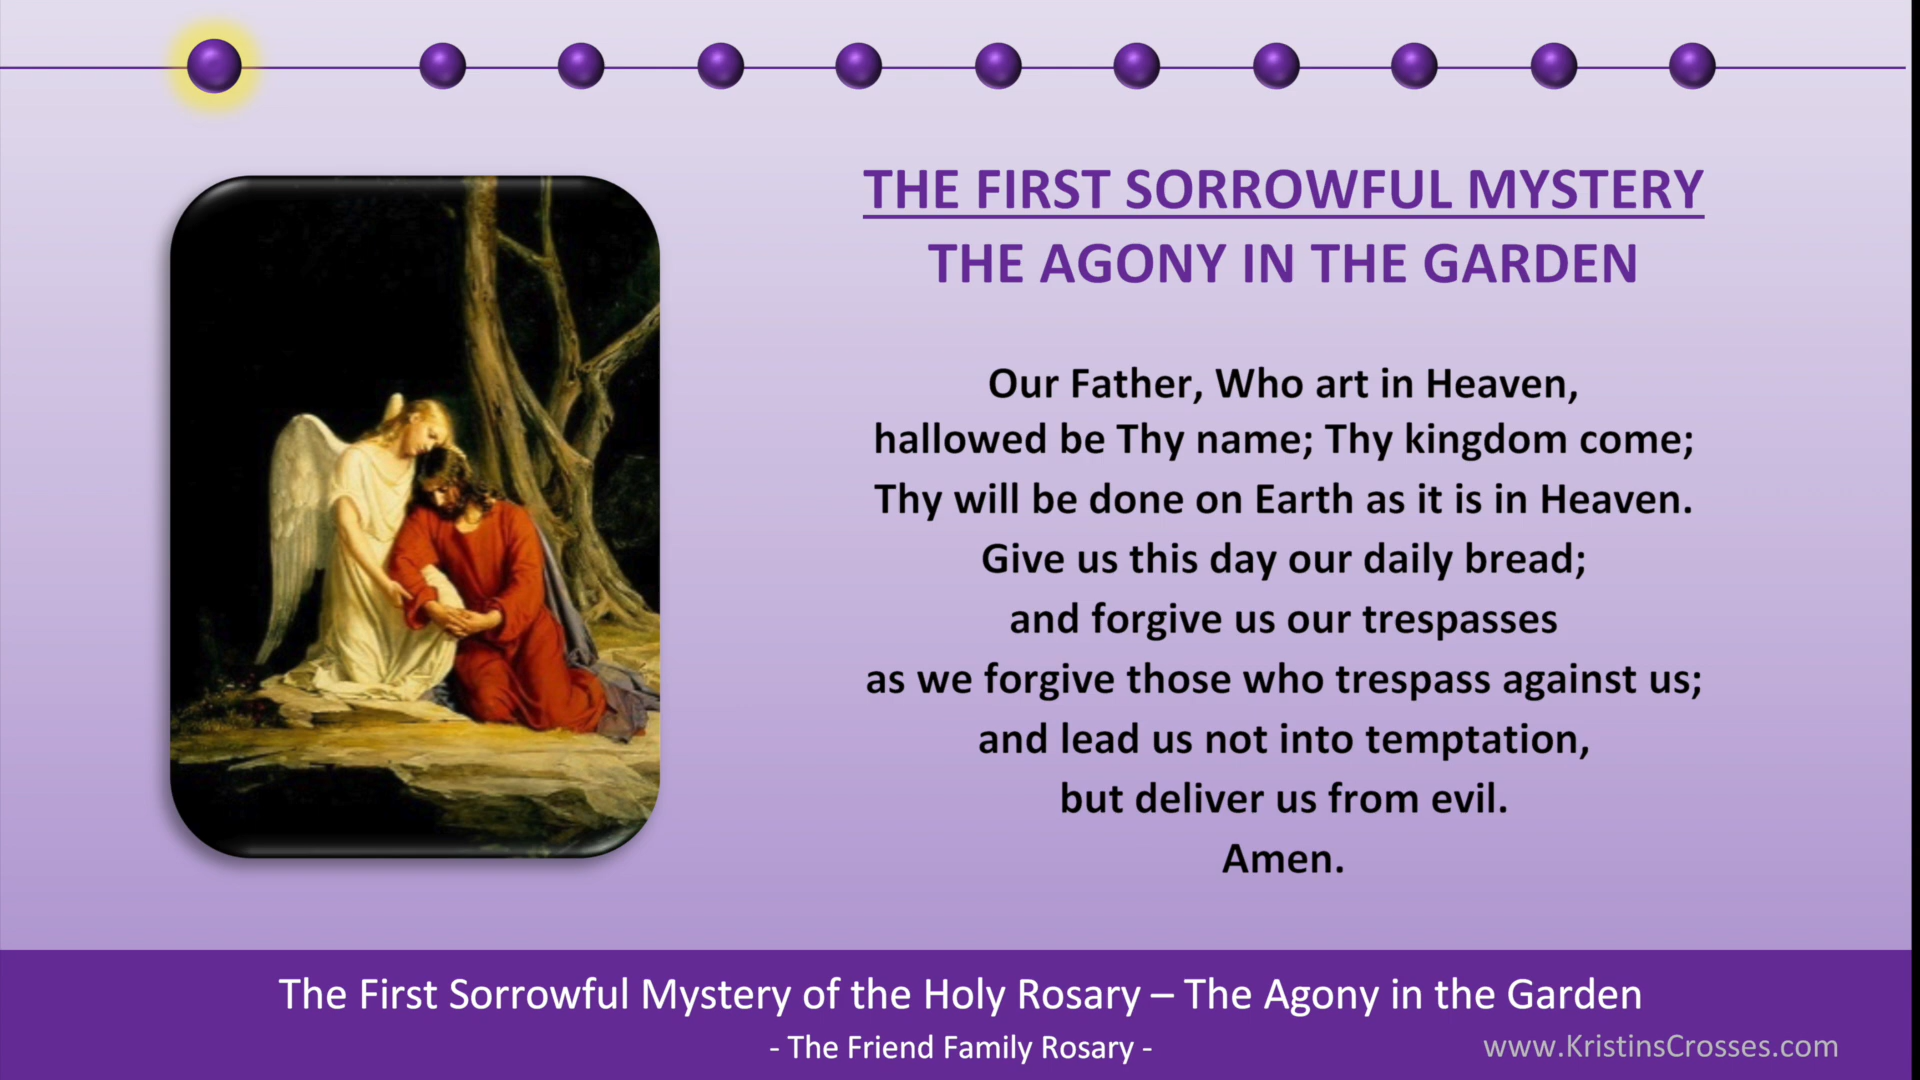 THE FIRST SORROWFUL MYSTERY
THE AGONY IN THE GARDEN
Our Father, Who art in Heaven,
hallowed be Thy name; Thy kingdom come;
Thy will be done on Earth as it is in Heaven.
Give us this day our daily bread;
and forgive us our trespasses
as we forgive those who trespass against us;
and lead us not into temptation,
but deliver us from evil.
Amen.
The First Sorrowful Mystery of the Holy Rosary – The Agony in the Garden
- The Friend Family Rosary -
www.KristinsCrosses.com